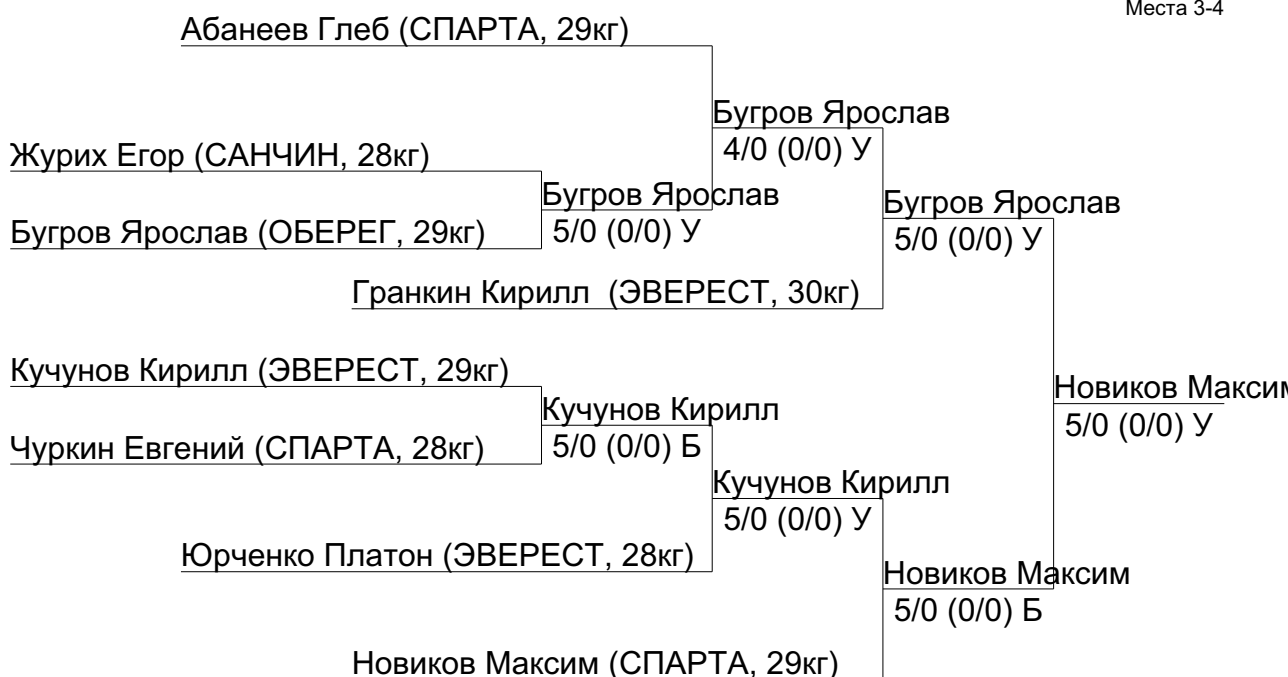 Места 3-4
Абанеев Глеб (СПАРТА, 29кг)
Бугров Ярослав
4/0 (0/0) У
Журих Егор (САНЧИН, 28кг)
Бугров Ярослав
5/0 (0/0) У
Бугров Ярослав
5/0 (0/0) У
Бугров Ярослав (ОБЕРЕГ, 29кг)
Гранкин Кирилл (ЭВЕРЕСТ, 30кг)
Кучунов Кирилл (ЭВЕРЕСТ, 29кг)
Новиков Максим
5/0 (0/0) У
Кучунов Кирилл
5/0 (0/0) Б
Чуркин Евгений (СПАРТА, 28кг)
Кучунов Кирилл
5/0 (0/0) У
Юрченко Платон (ЭВЕРЕСТ, 28кг)
Новиков Максим
5/0 (0/0) Б
Новиков Максим (СПАРТА, 29кг)